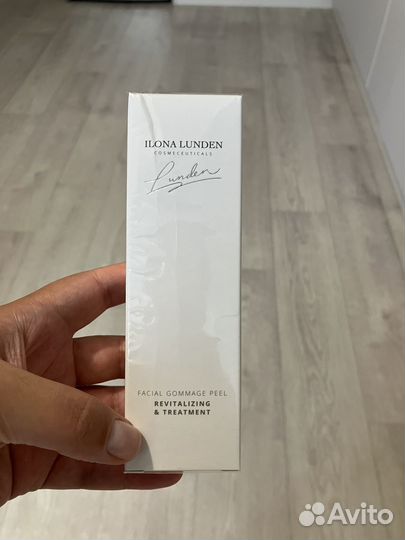 ILONA LUNDEN
COSMECEUTICALS
Lunden
FACIAL GOMMAGE PEEL
REVITALIZING
& TREATMENT
Avito